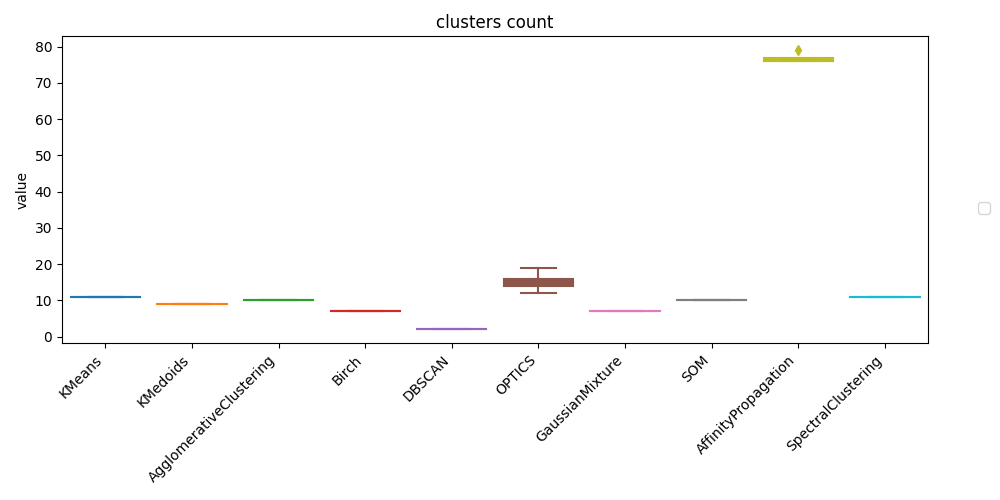 clusters count
value
80
70
60
50
40
30
20
10
0
KMeans
KMedoids
AgglomerativeClustering
Birch
DBSCAN
OPTICS
GaussianMixture
SOM
AffinityPropagation
SpectralClustering